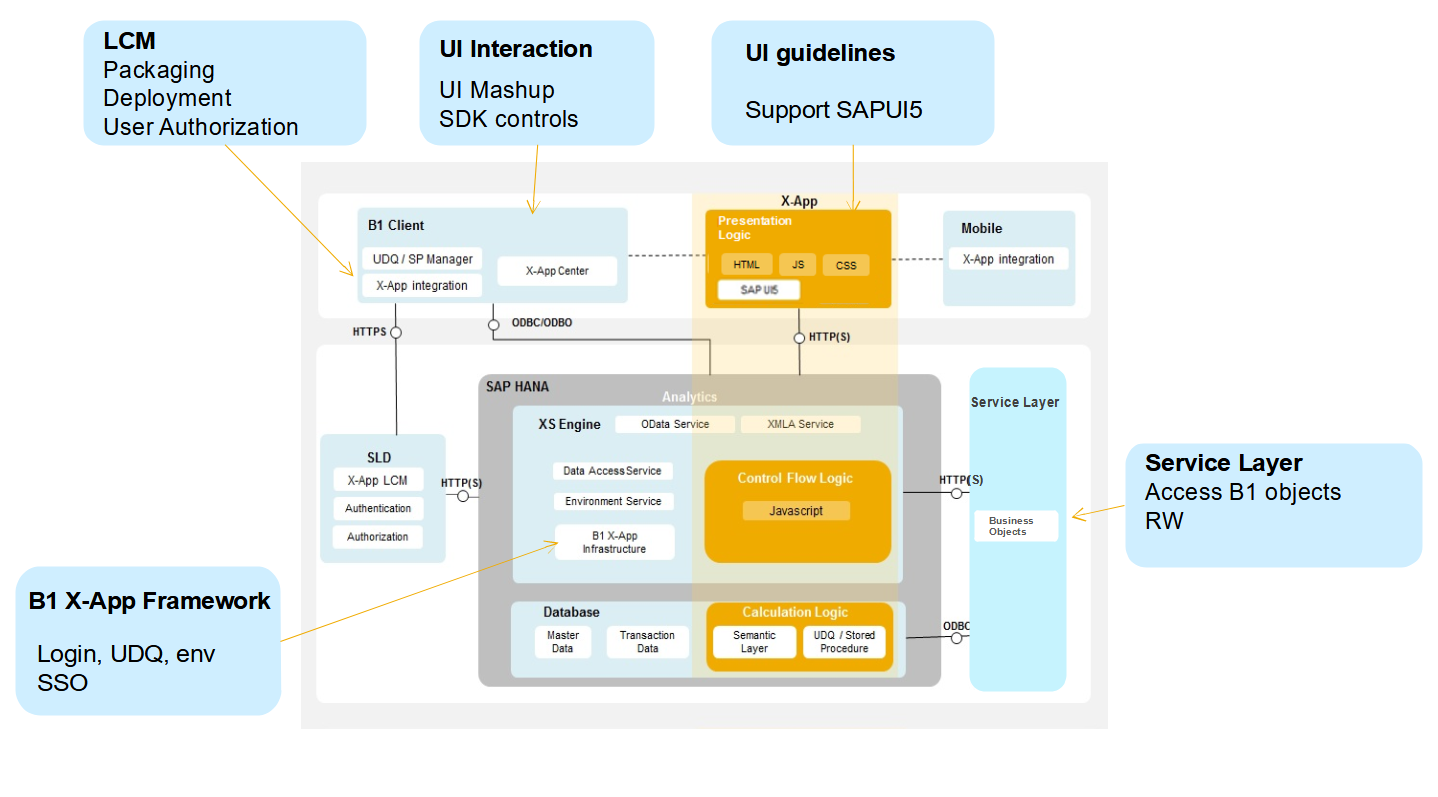 LCM
Packaging
Deployment
User Authorization
UI Interaction
UI Mashup
SDK controls
UI guidelines
Support SAPUI5
X-App
B1 Client
UDQ / SP Manager
X-App integration
X-App Center
Presentation
Logic
HTML
JS
CSS
SAP UI5
Mobile
X-App integration
HTTPS
ODBC/ODBO
HTTP(S)
SAP HANA
Analytics
XS Engine
OData Service
XMLA Service
Data Access Service
Environment Service
B1 X-App
Infrastructure
Control Flow Logic
Javascript
SLD
X-App LCM
Authentication
Authorization
HTTP(S)
HTTP(S)
Service Layer
Business
Objects
Service Layer
Access B1 objects
RW
B1 X-App Framework
Login, UDQ, env
SSO
Database
Master
Data
Transaction
Data
Calculation Logic
Semantic
Layer
UDQ / Stored
Procedure
ODBC